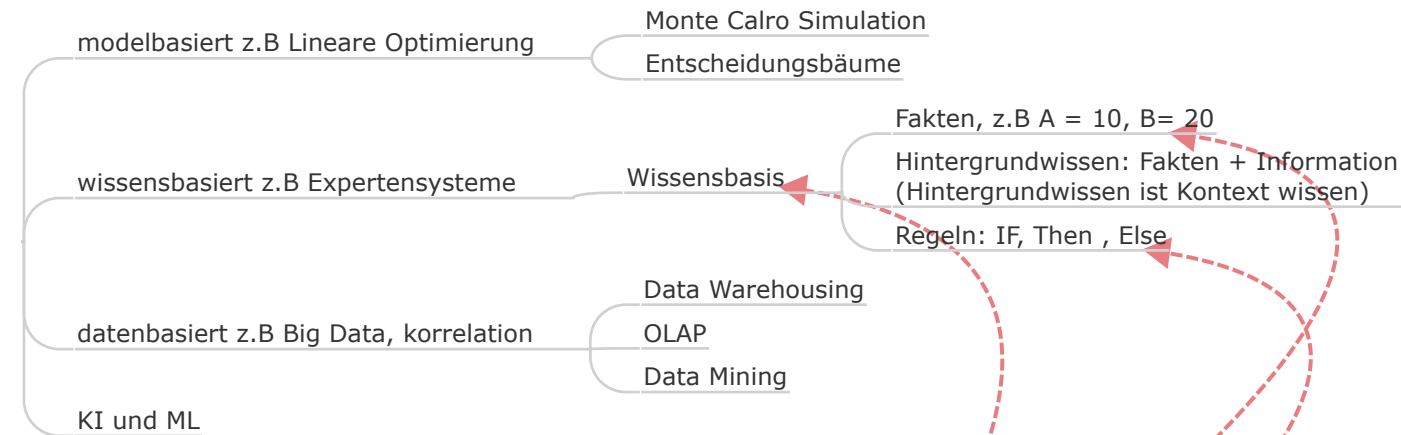 modelbasiert z.B Lineare Optimierung
Monte Calro Simulation
Entscheidungsbäume
wissensbasiert z.B Expertensysteme
Wissensbasis
Fakten, z.B A = 10, B= 20
Hintergrundwissen: Fakten + Information
(Hintergrundwissen ist Kontext wissen)
Regeln: IF, Then , Else
datenbasiert z.B Big Data, korrelation
Data Warehousing
OLAP
Data Mining
KI und ML